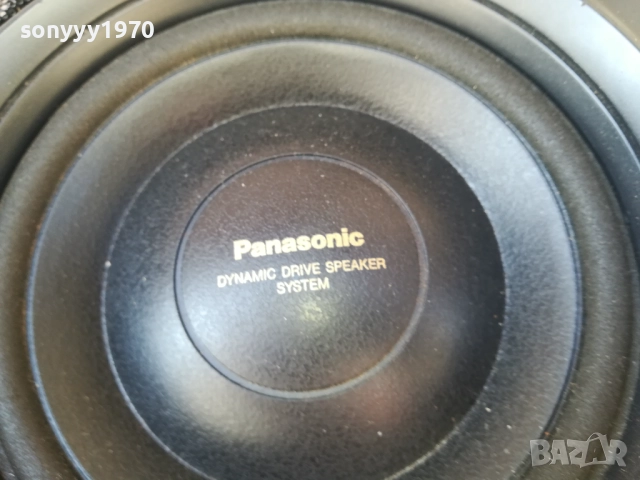 sonyyy1970
Panasonic
DYNAMIC DRIVE SPEAKER
SYSTEM
BAZAR